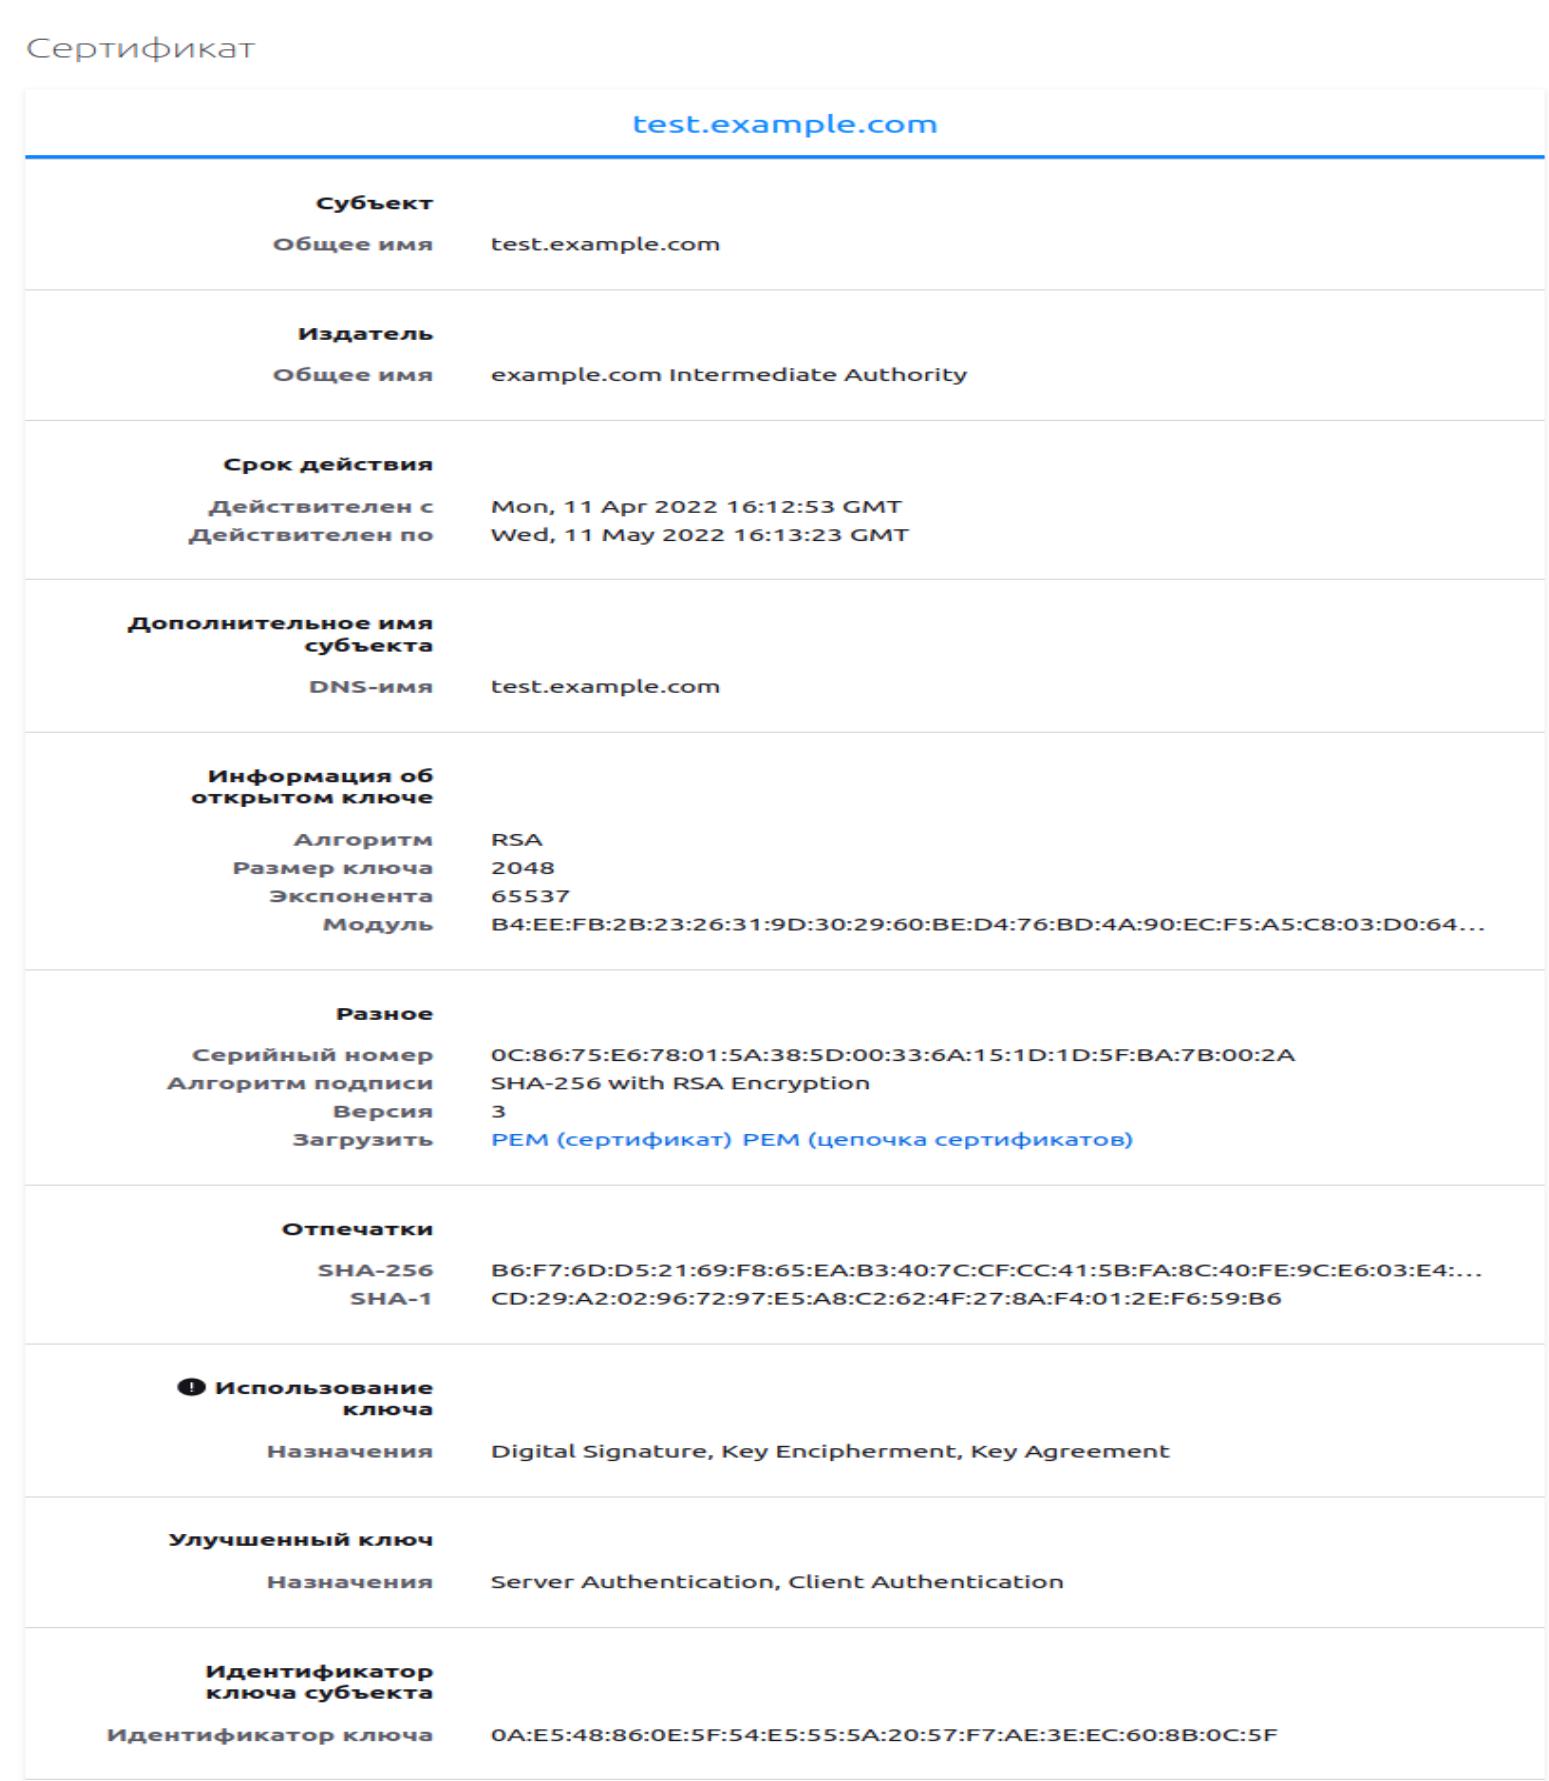 Сертификат
test.example.com
Субъект
Общее имя test.example.com
Издатель
Общее имя example.com Intermediate Authority
Срок действия
Действителен с Mon, 11 Apr 2022 16:12:53 GMT
Действителен по Wed, 11 May 2022 16:13:23 GMT
Дополнительное имя
субъекта
DNS-имя test.example.com
Информация об
открытом ключе
Алгоритм RSA
Размер ключа 2048
Экспонента 65537
Модуль B4:EE:FB:2B:23:26:31:9D:30:29:60:BE:D4:76:BD:4A:90:EC:F5:A5:C8:03:D0:64...
Разное
Серийный номер 0C:86:75:E6:78:01:5A:38:5D:00:33:6A:15:1D:1D:5F:BA:7B:00:2A
Алгоритм подписи SHA-256 with RSA Encryption
Версия 3
Загрузить PEM (сертификат) PEM (цепочка сертификатов)
Отпечатки
SHA-256 B6:F7:6D:D5:21:69:F8:65:EA:B3:40:7C:CF:CC:41:5B:FA:8C:40:FE:9C:E6:03:E4:...
SHA-1 CD:29:A2:02:96:72:97:E5:A8:C2:62:4F:27:8A:F4:01:2E:F6:59:B6
Использование
ключа
Назначения Digital Signature, Key Encipherment, Key Agreement
Улучшенный ключ
Назначения Server Authentication, Client Authentication
Идентификатор
ключа субъекта
Идентификатор ключа 0A:E5:48:86:0E:5F:54:E5:55:5A:20:57:F7:AE:3E:EC:60:8B:0C:5F